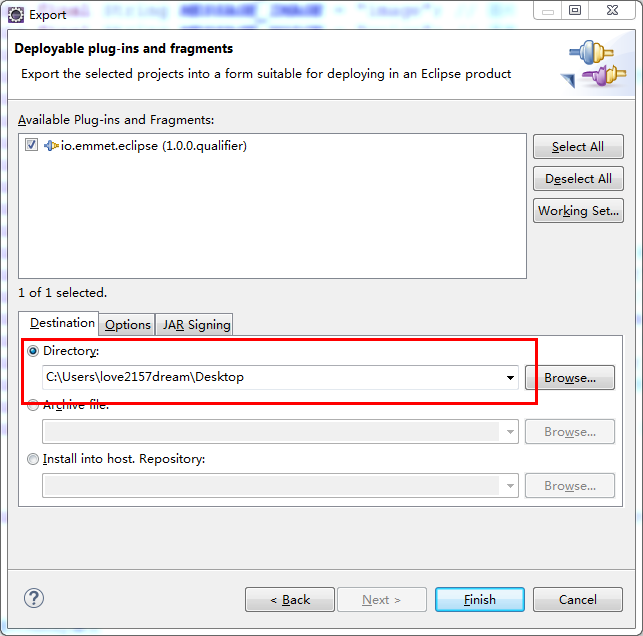 Export
Deployable plug-ins and fragments
Export the selected projects into a form suitable for deploying in an Eclipse product
Available Plug-ins and Fragments:
io.emmet.eclipse (1.0.0.qualifier)
Select All
Deselect All
Working Set...
1 of 1 selected.
Destination Options JAR Signing
Directory:
C:\Users\love2157dream\Desktop
Browse...
Archive file:
Browse...
Install into host. Repository:
Browse...
< Back Next > Finish Cancel